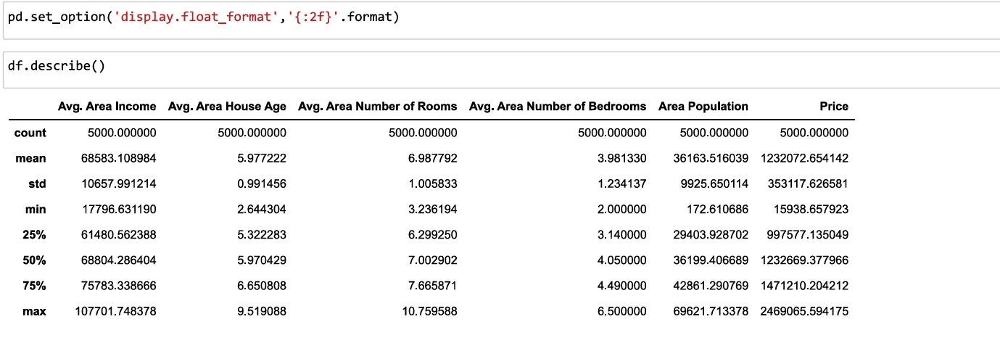 pd.set_option('display.float_format','{:2f}'.format)
df.describe()
Avg. Area Income Avg. Area House Age Avg. Area Number of Rooms Avg. Area Number of Bedrooms Area Population Price
count 5000.000000 5000.000000 5000.000000 5000.000000 5000.000000 5000.000000
mean 68583.108984 5.977222 6.987792 3.981330 36163.516039 1232072.654142
std 10657.991214 0.991456 1.005833 1.234137 9925.650114 353117.626581
min 17796.631190 2.644304 3.236194 2.000000 172.610686 15938.657923
25% 61480.562388 5.322283 6.299250 3.140000 29403.928702 997577.135049
50% 68804.286404 5.970429 7.002902 4.050000 36199.406689 1232669.377966
75% 75783.338666 6.650808 7.665871 4.490000 42861.290769 1471210.204212
max 107701.748378 9.519088 10.759588 6.500000 69621.713378 2469065.594175